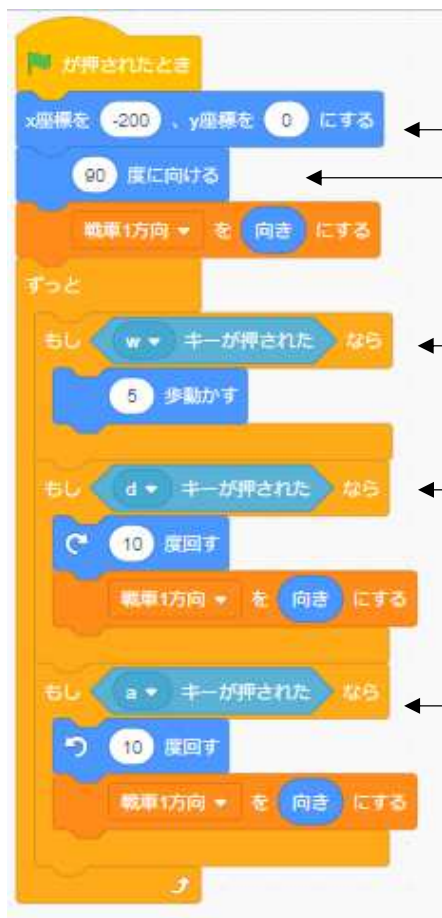 が押されたとき
x座標を -200 、y座標を 0 にする
90 度に向ける
戦車1方向 を 向き にする
ずっと
もし w キーが押された なら
5 歩動かす
もし d キーが押された なら
10 度回す
戦車1方向 を 向き にする
もし a キーが押された なら
10 度回す
戦車1方向 を 向き にする